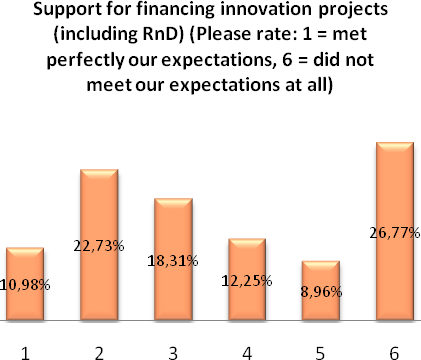 Support for financing innovation projects
(including RnD) (Please rate: 1 = met
perfectly our expectations, 6 = did not
meet our expectations at all)
10,98%
22,73%
18,31%
12,25%
8,96%
26,77%
1 2 3 4 5 6